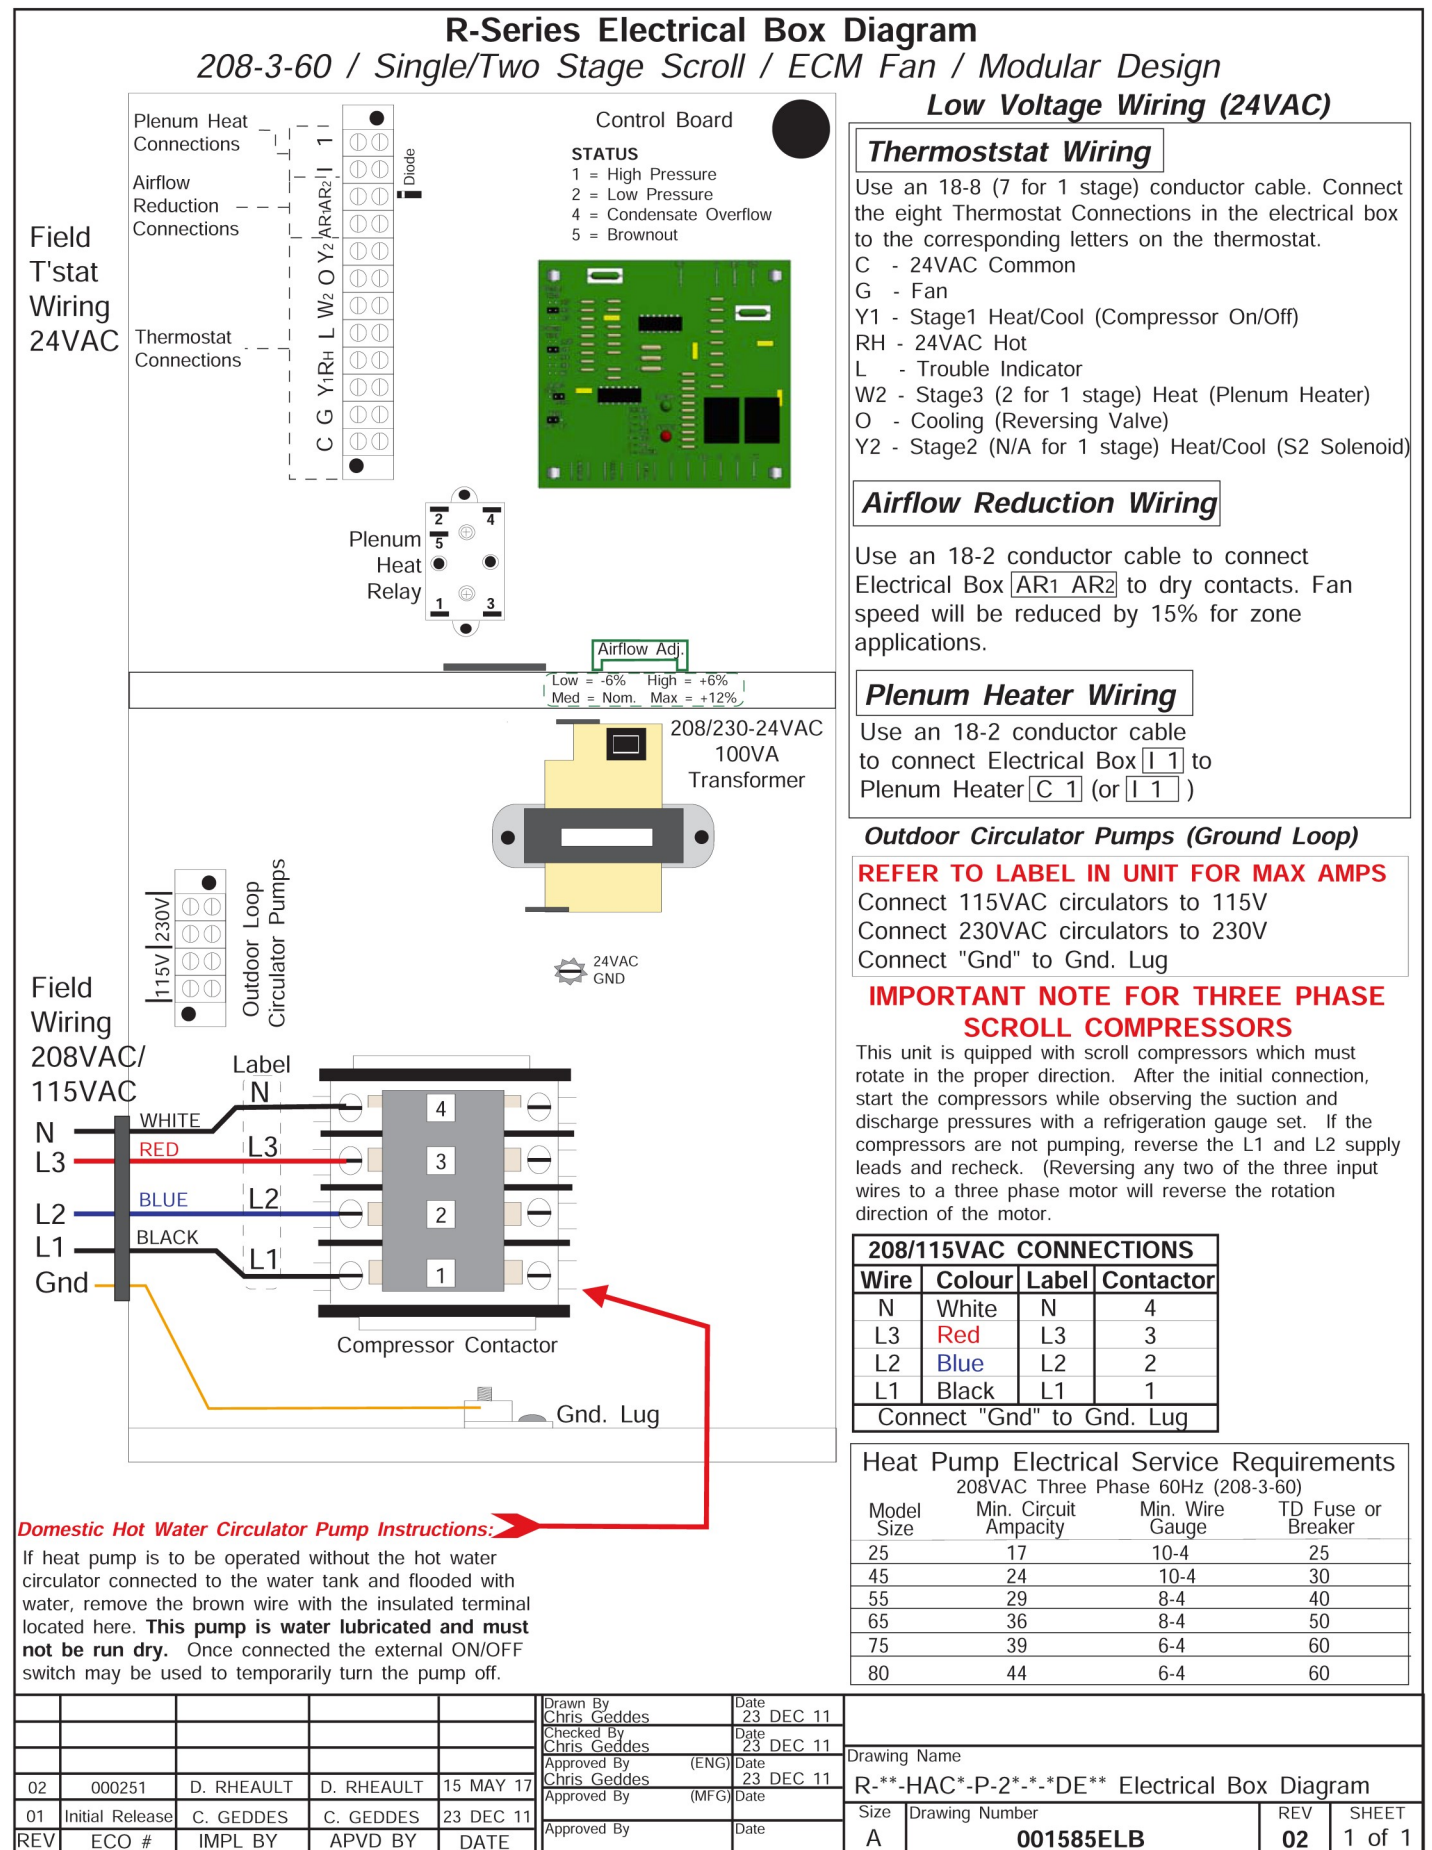 R-Series Electrical Box Diagram
208-3-60 / Single/Two Stage Scroll / ECM Fan / Modular Design
Plenum Heat
Connections
Airflow
Reduction
Connections
Field
T'stat
Wiring
24VAC
Thermostat
Connections
C G Y1 RH L W2 O Y2 AR1 AR2 I 1
Diode
Control Board
STATUS
1 = High Pressure
2 = Low Pressure
4 = Condensate Overflow
5 = Brownout
Plenum
Heat
Relay
2
4
5
1
3
Airflow Adj.
Low = -6% High = +6%
Med = Nom. Max = +12%
208/230-24VAC
100VA
Transformer
115V 230V
Outdoor Loop
Circulator Pumps
24VAC
GND
Field
Wiring
208VAC/
115VAC
Label
N WHITE N 4
L3 RED L3 3
L2 BLUE L2 2
L1 BLACK L1 1
Gnd
Compressor Contactor
Gnd. Lug
Domestic Hot Water Circulator Pump Instructions:
If heat pump is to be operated without the hot water
circulator connected to the water tank and flooded with
water, remove the brown wire with the insulated terminal
located here. This pump is water lubricated and must
not be run dry. Once connected the external ON/OFF
switch may be used to temporarily turn the pump off.
Low Voltage Wiring (24VAC)
Thermoststat Wiring
Use an 18-8 (7 for 1 stage) conductor cable. Connect
the eight Thermostat Connections in the electrical box
to the corresponding letters on the thermostat.
C - 24VAC Common
G - Fan
Y1 - Stage1 Heat/Cool (Compressor On/Off)
RH - 24VAC Hot
L - Trouble Indicator
W2 - Stage3 (2 for 1 stage) Heat (Plenum Heater)
O - Cooling (Reversing Valve)
Y2 - Stage2 (N/A for 1 stage) Heat/Cool (S2 Solenoid)
Airflow Reduction Wiring
Use an 18-2 conductor cable to connect
Electrical Box AR1 AR2 to dry contacts. Fan
speed will be reduced by 15% for zone
applications.
Plenum Heater Wiring
Use an 18-2 conductor cable
to connect Electrical Box I 1 to
Plenum Heater C 1 (or I 1 )
Outdoor Circulator Pumps (Ground Loop)
REFER TO LABEL IN UNIT FOR MAX AMPS
Connect 115VAC circulators to 115V
Connect 230VAC circulators to 230V
Connect "Gnd" to Gnd. Lug
IMPORTANT NOTE FOR THREE PHASE
SCROLL COMPRESSORS
This unit is quipped with scroll compressors which must
rotate in the proper direction. After the initial connection,
start the compressors while observing the suction and
discharge pressures with a refrigeration gauge set. If the
compressors are not pumping, reverse the L1 and L2 supply
leads and recheck. (Reversing any two of the three input
wires to a three phase motor will reverse the rotation
direction of the motor.
208/115VAC CONNECTIONS
Wire Colour Label Contactor
N White N 4
L3 Red L3 3
L2 Blue L2 2
L1 Black L1 1
Connect "Gnd" to Gnd. Lug
Heat Pump Electrical Service Requirements
208VAC Three Phase 60Hz (208-3-60)
Model Min. Circuit Min. Wire TD Fuse or
Size Ampacity Gauge Breaker
25 17 10-4 25
45 24 10-4 30
55 29 8-4 40
65 36 8-4 50
75 39 6-4 60
80 44 6-4 60
02 000251 D. RHEAULT D. RHEAULT 15 MAY 17
01 Initial Release C. GEDDES C. GEDDES 23 DEC 11
REV ECO # IMPL BY APVD BY DATE
Drawn By Date
Chris Geddes 23 DEC 11
Checked By Date
Chris Geddes 23 DEC 11
Approved By (ENG) Date
Chris Geddes 23 DEC 11
Approved By (MFG) Date
Approved By Date
Drawing Name
R-**-HAC*-P-2*-*-*DE** Electrical Box Diagram
Size Drawing Number REV SHEET
A 001585ELB 02 1 of 1